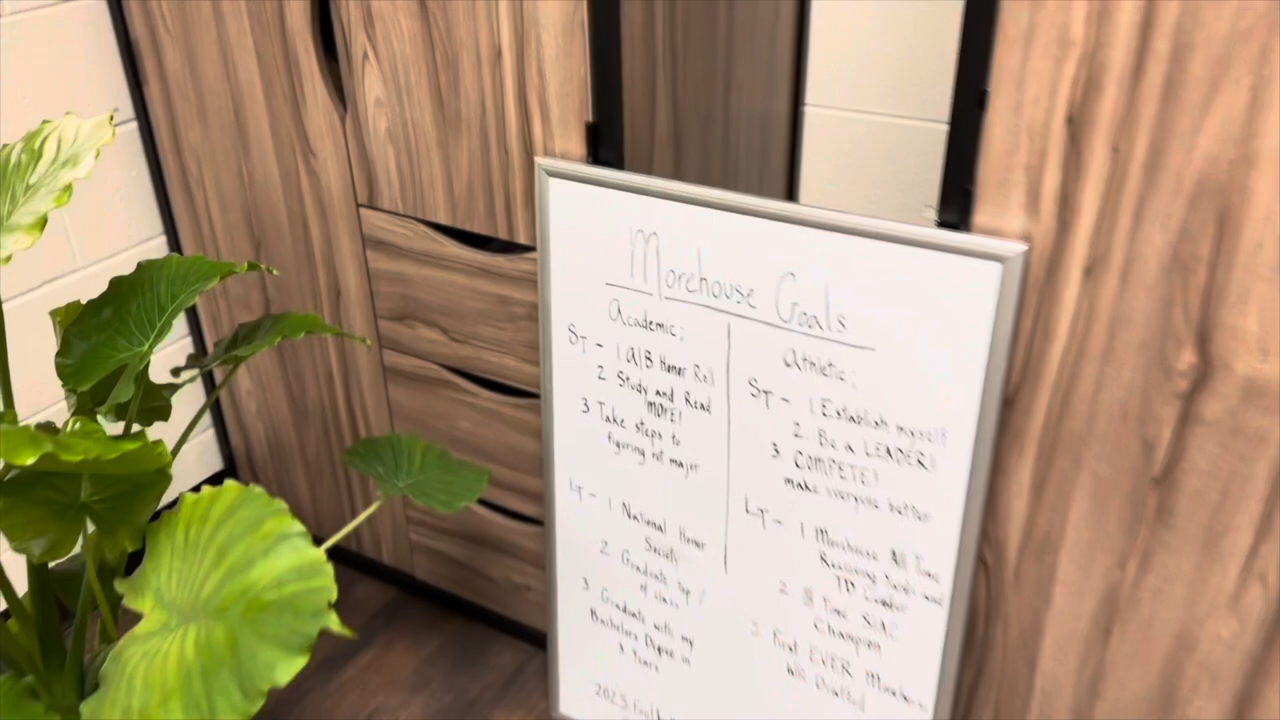 Morehouse Goals
Academic:
ST - 1 A/B Honor Roll
2 Study and Read
MORE!
3 Take steps to
figuring out major
LT - 1 National Honor
Society
2. Graduate top
of class
3 Graduate with my
Bachelors Degree in
3 Years
2023
Athletic:
ST - 1. Establish myself
2. Be a LEADER!
3 COMPETE!
make everyone better
LT - 1 Morehouse All Time
Receiving Yards and
TD Leader
2 Time SIAC
Champion
3. First EVER Morehouse
WR Drafted